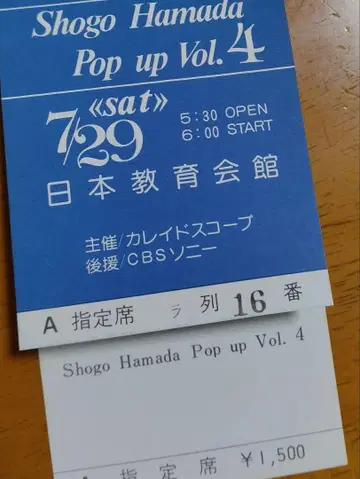 Shogo Hamada
Pop up Vol. 4
7/29 《sat》 5:30 OPEN
6:00 START
日本教育会館
主催/カレイドスコープ
後援/CBSソニー
A 指定席 ラ 列 16 番
Shogo Hamada Pop up Vol. 4
A 指定席 ¥1,500